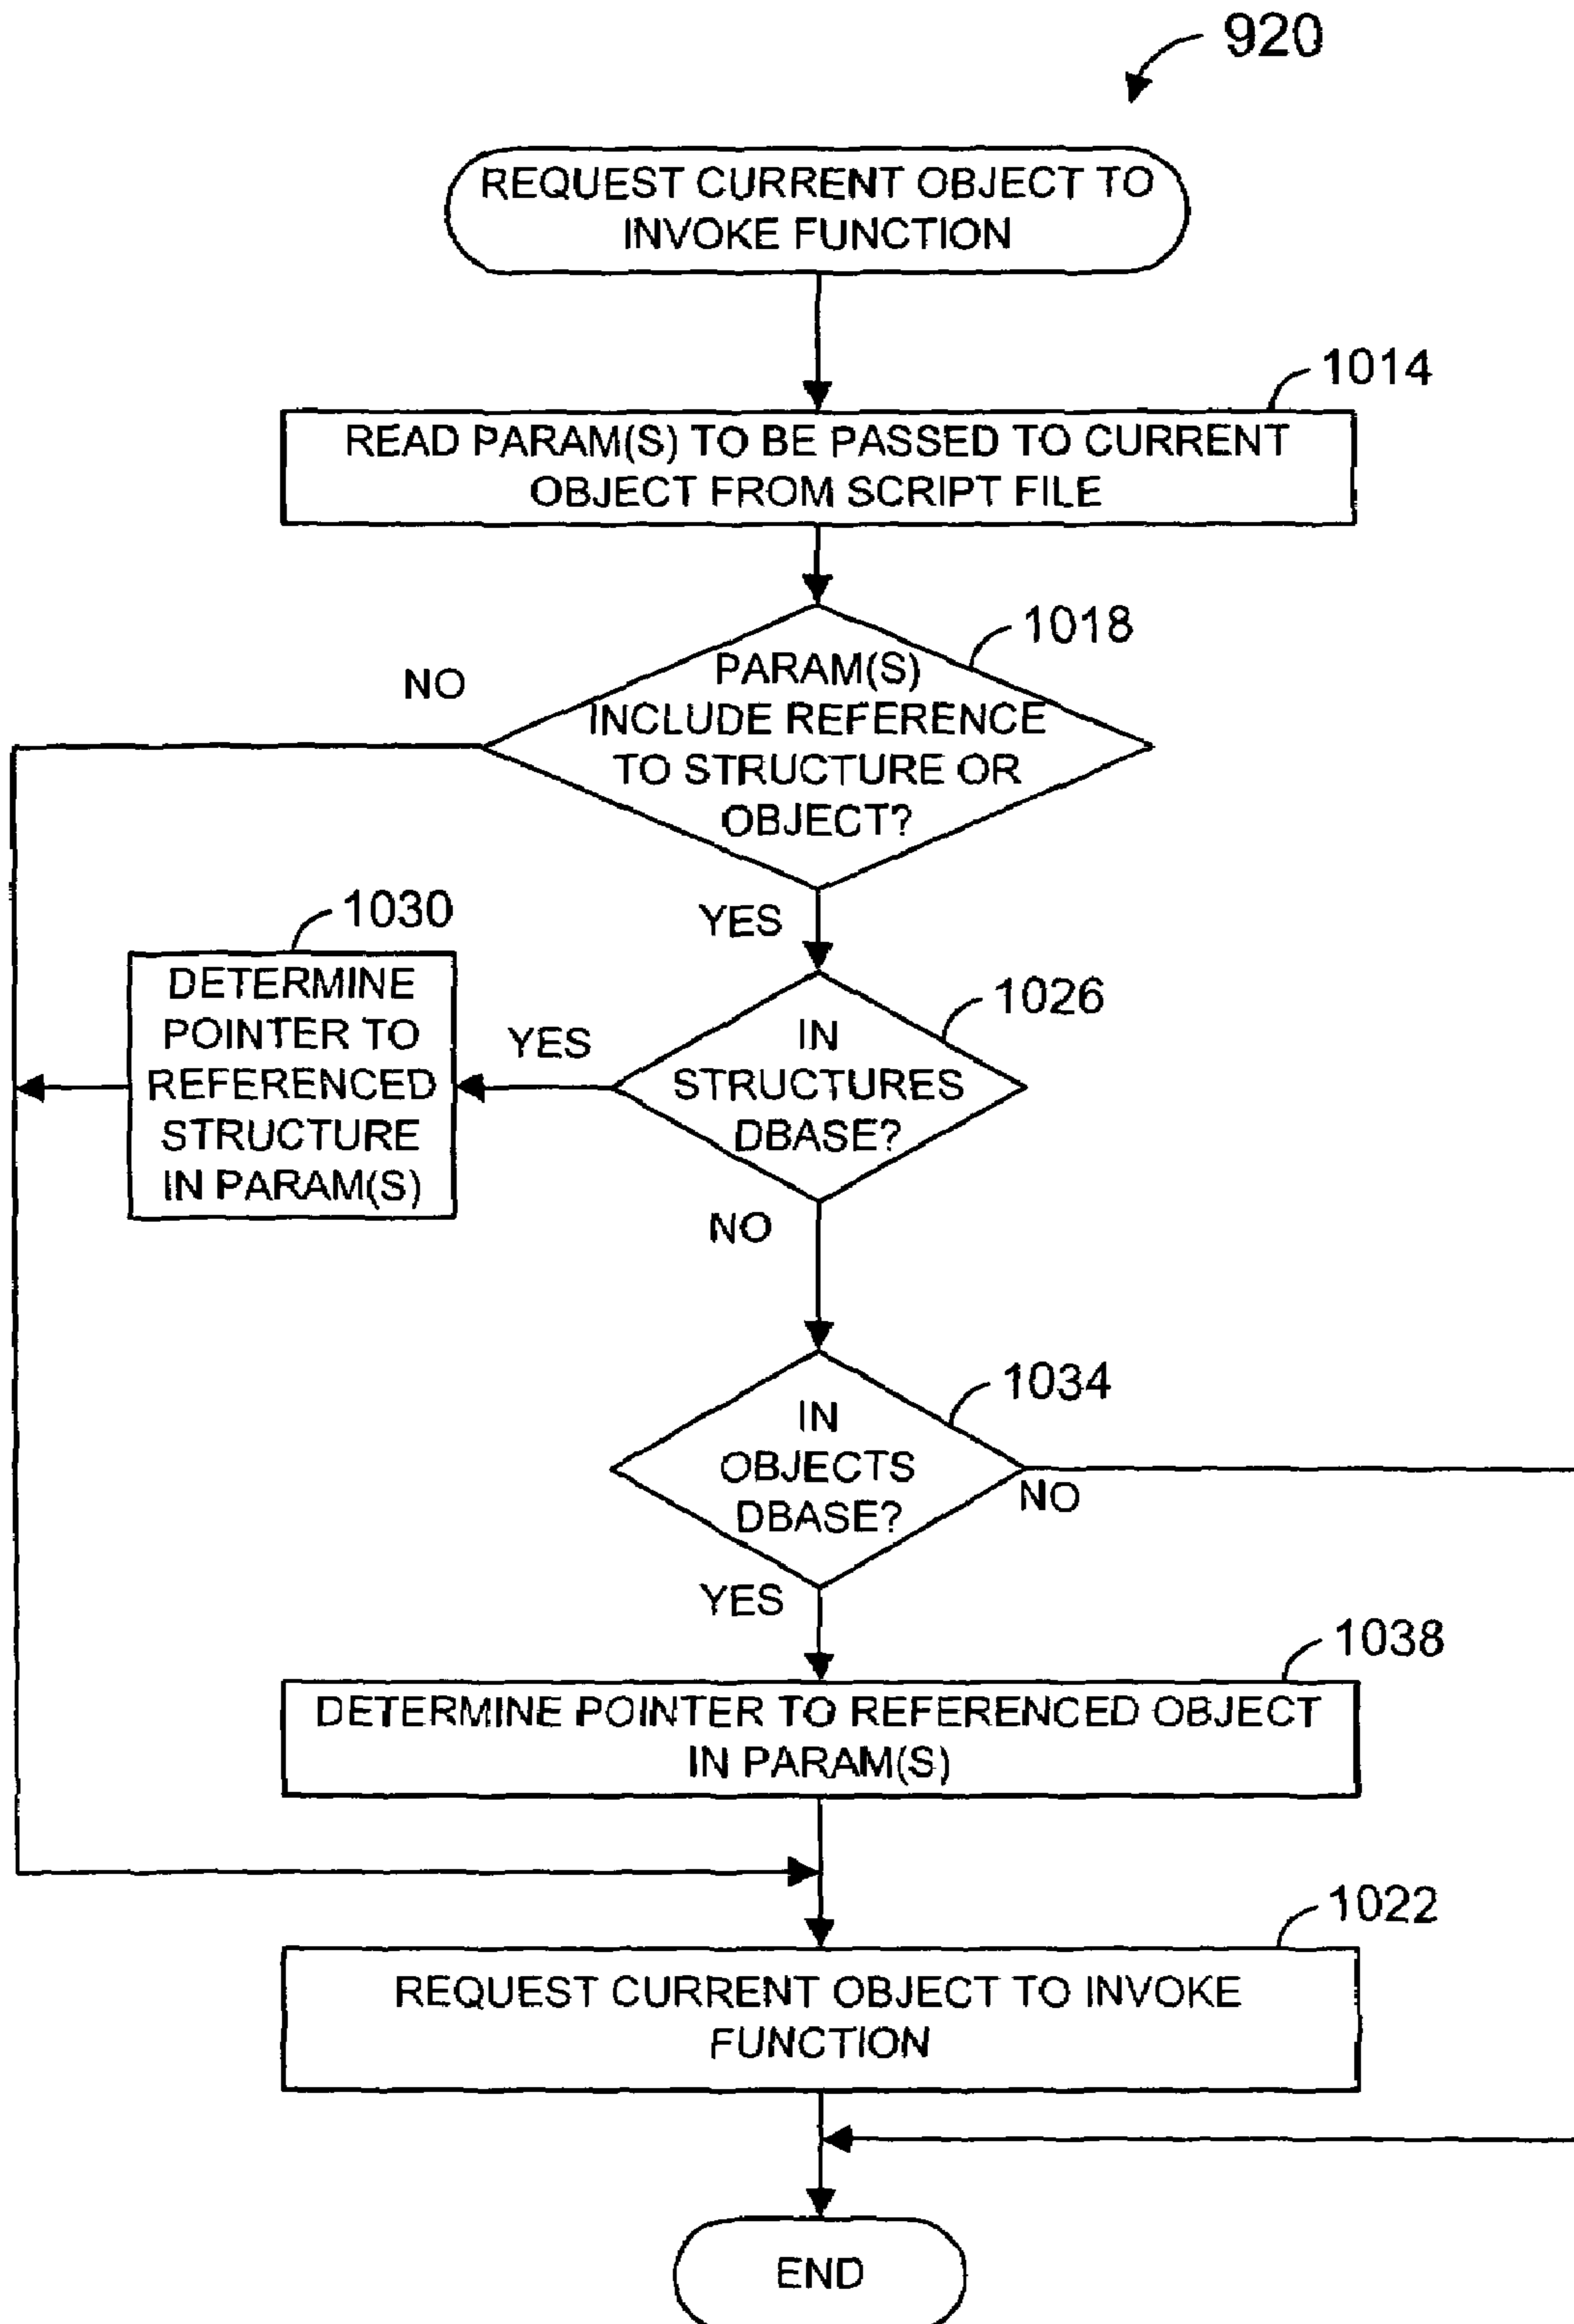 920
REQUEST CURRENT OBJECT TO
INVOKE FUNCTION
1014
READ PARAM(S) TO BE PASSED TO CURRENT
OBJECT FROM SCRIPT FILE
1018
NO
PARAM(S)
INCLUDE REFERENCE
TO STRUCTURE OR
OBJECT?
YES
1030
DETERMINE
POINTER TO
REFERENCED
STRUCTURE
IN PARAM(S)
YES
1026
IN
STRUCTURES
DBASE?
NO
1034
IN
OBJECTS
DBASE?
NO
YES
1038
DETERMINE POINTER TO REFERENCED OBJECT
IN PARAM(S)
1022
REQUEST CURRENT OBJECT TO INVOKE
FUNCTION
END